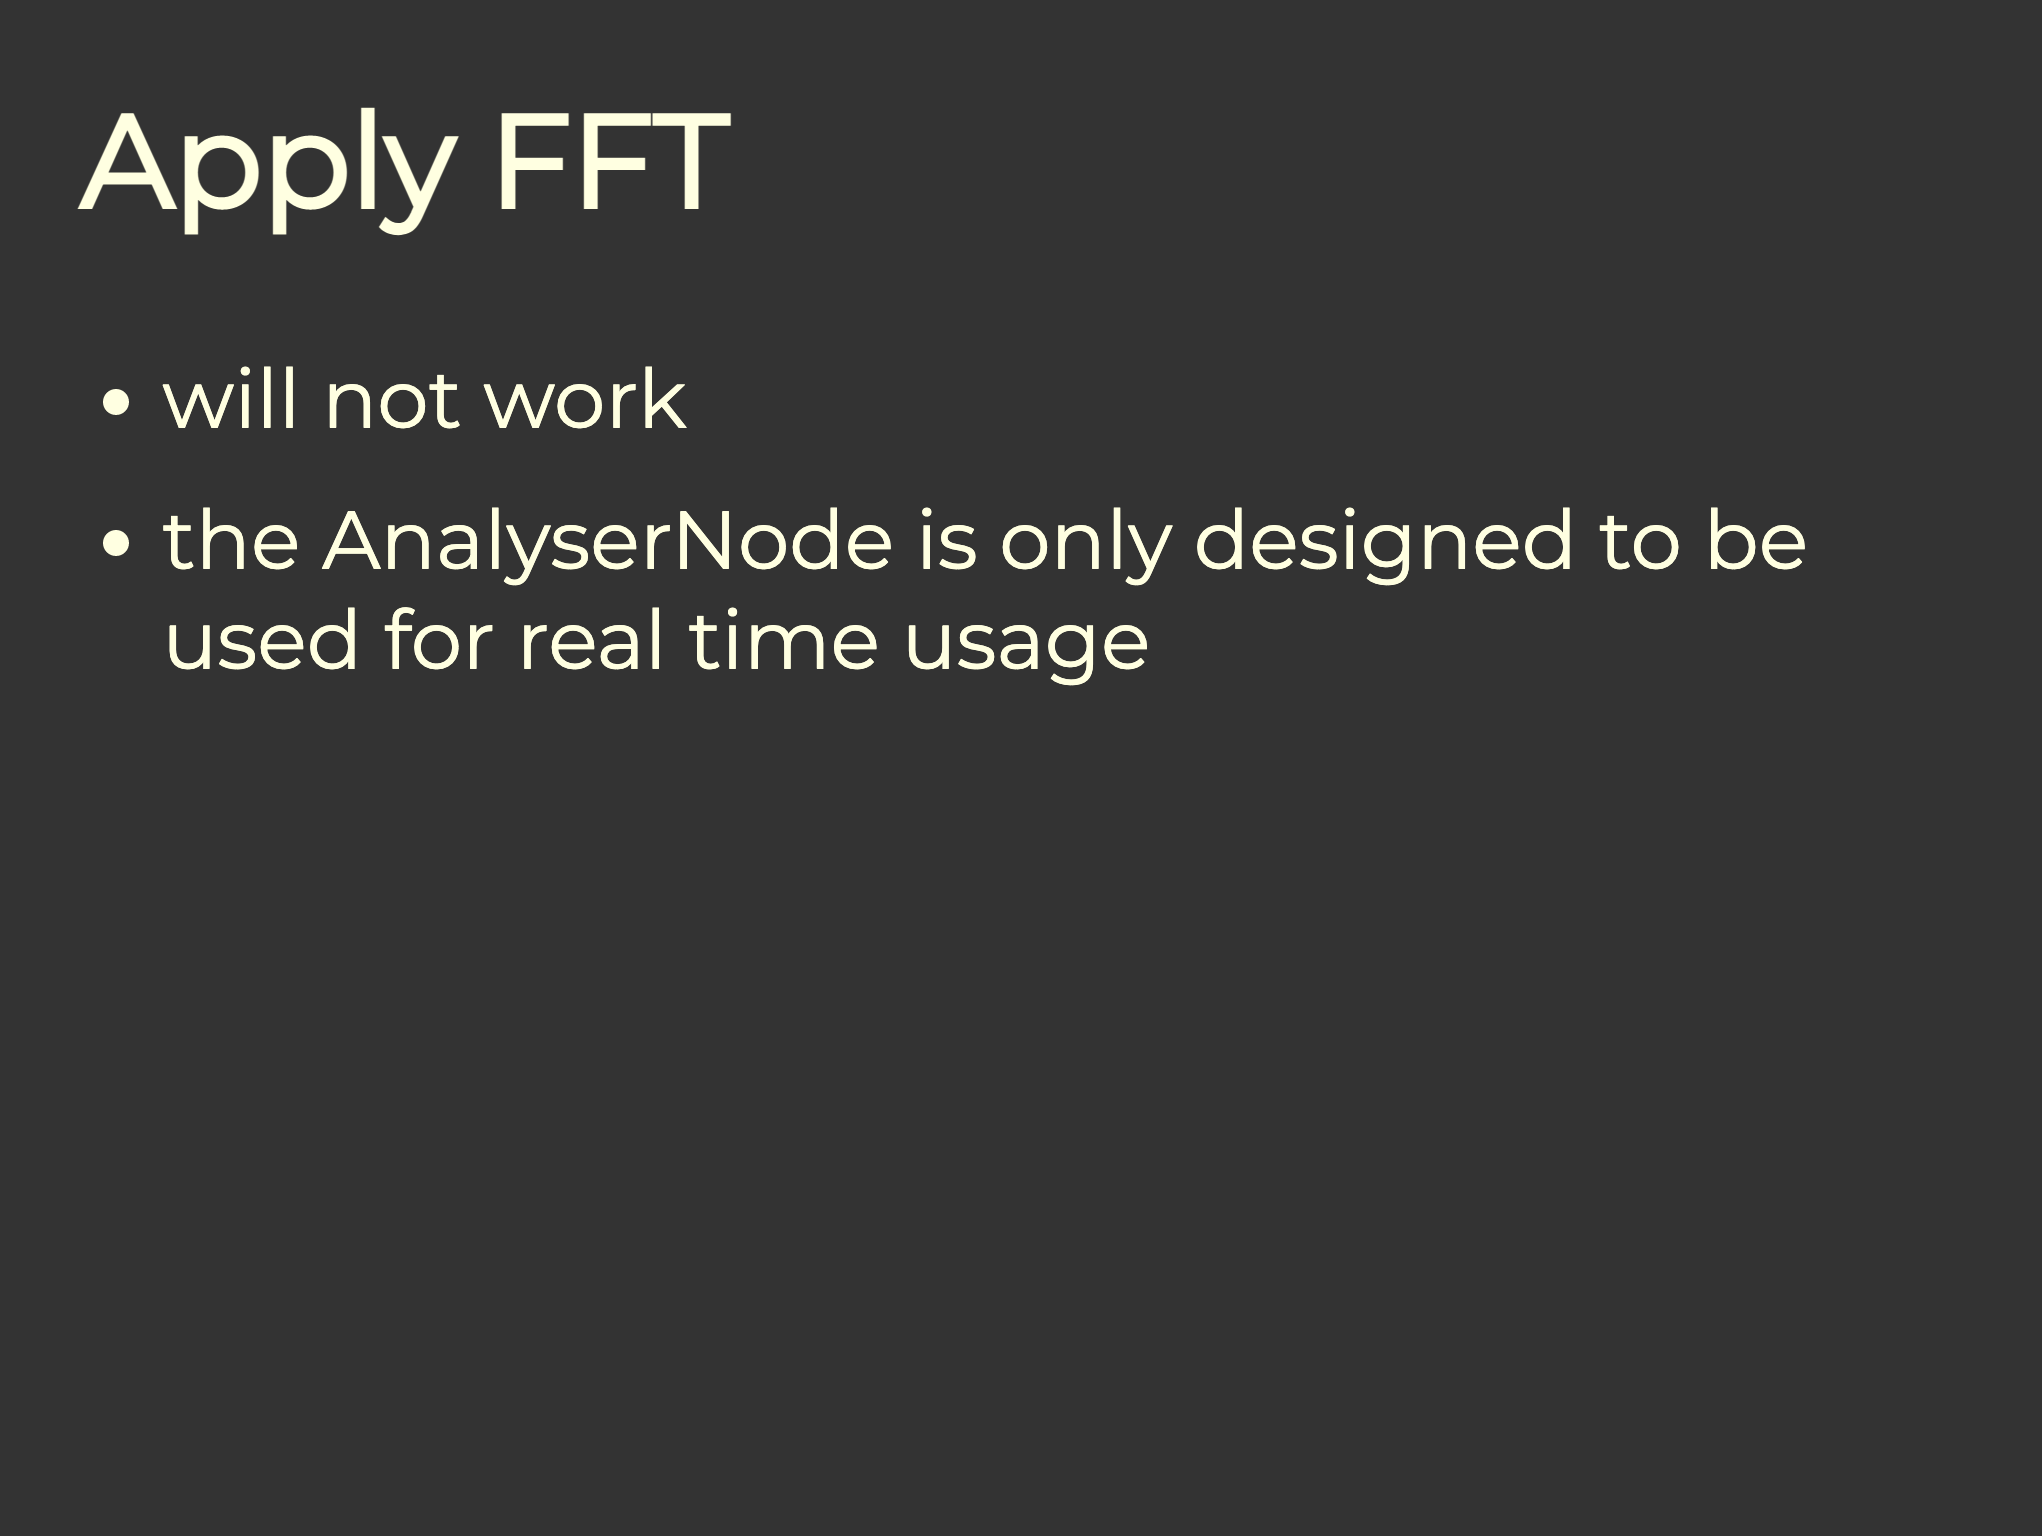 Apply FFT
• will not work
• the AnalyserNode is only designed to be
used for real time usage